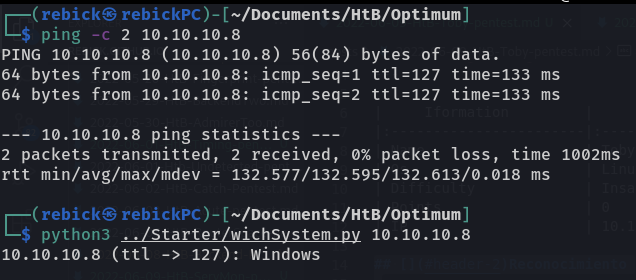 ┌──(rebick㉿rebickPC)-[~/Documents/HtB/Optimum]
└─$ ping -c 2 10.10.10.8
PING 10.10.10.8 (10.10.10.8) 56(84) bytes of data.
64 bytes from 10.10.10.8: icmp_seq=1 ttl=127 time=133 ms
64 bytes from 10.10.10.8: icmp_seq=2 ttl=127 time=133 ms

--- 10.10.10.8 ping statistics ---
2 packets transmitted, 2 received, 0% packet loss, time 1002ms
rtt min/avg/max/mdev = 132.577/132.595/132.613/0.018 ms

┌──(rebick㉿rebickPC)-[~/Documents/HtB/Optimum]
└─$ python3 ../Starter/wichSystem.py 10.10.10.8
10.10.10.8 (ttl -> 127): Windows